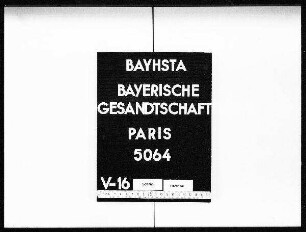 BAYHSTA
BAYERISCHE
GESANDTSCHAFT
PARIS
5064
V-16